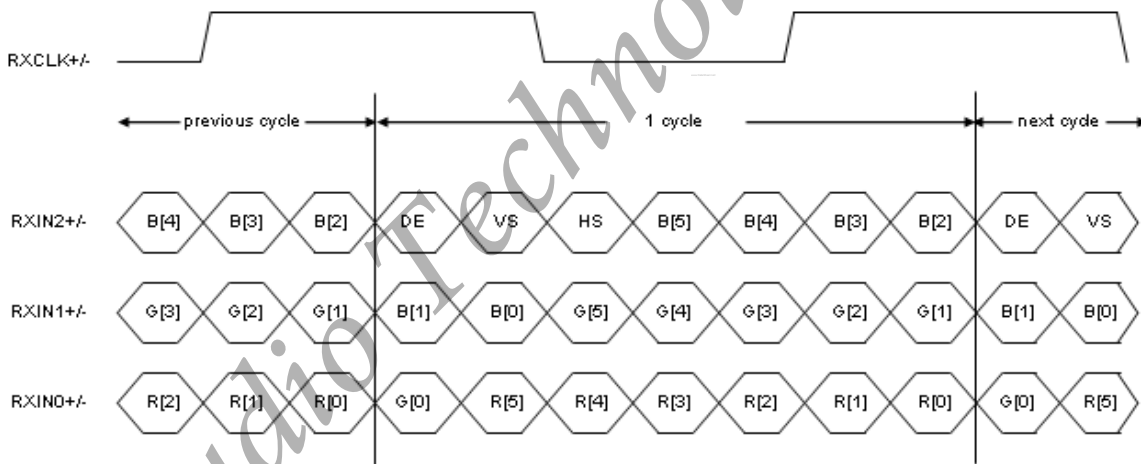 RXCLK+/-
previous cycle 1 cycle next cycle
RXIN2+/- B[4] B[3] B[2] DE VS HS B[5] B[4] B[3] B[2] DE VS
RXIN1+/- G[3] G[2] G[1] B[1] B[0] G[5] G[4] G[3] G[2] G[1] B[1] B[0]
RXIN0+/- R[2] R[1] R[0] G[0] R[5] R[4] R[3] R[2] R[1] R[0] G[0] R[5]